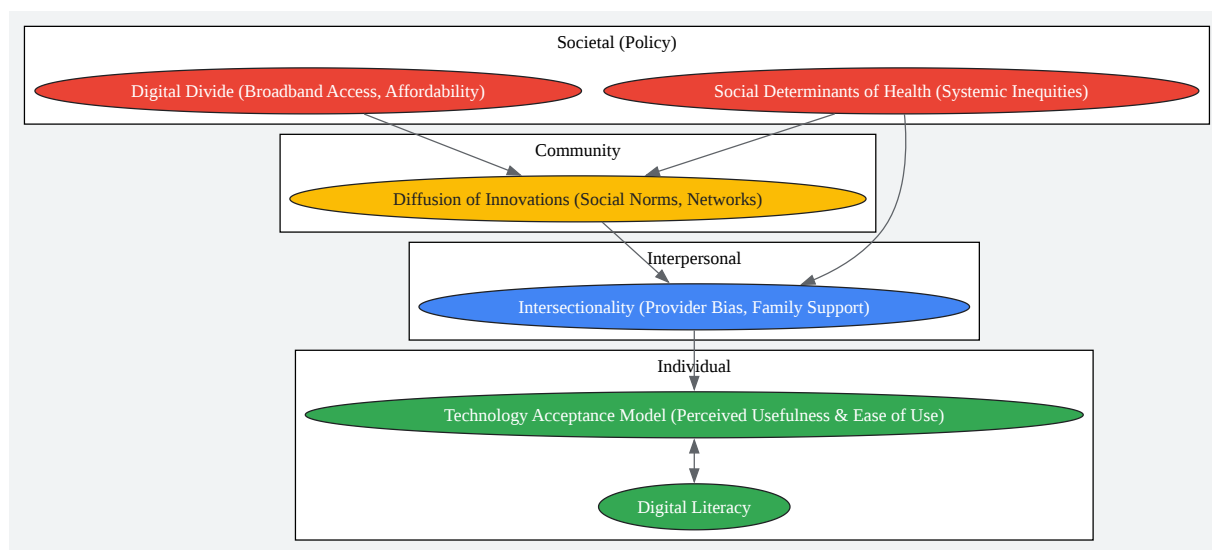 Societal (Policy)
Digital Divide (Broadband Access, Affordability)
Social Determinants of Health (Systemic Inequities)
Community
Diffusion of Innovations (Social Norms, Networks)
Interpersonal
Intersectionality (Provider Bias, Family Support)
Individual
Technology Acceptance Model (Perceived Usefulness & Ease of Use)
Digital Literacy